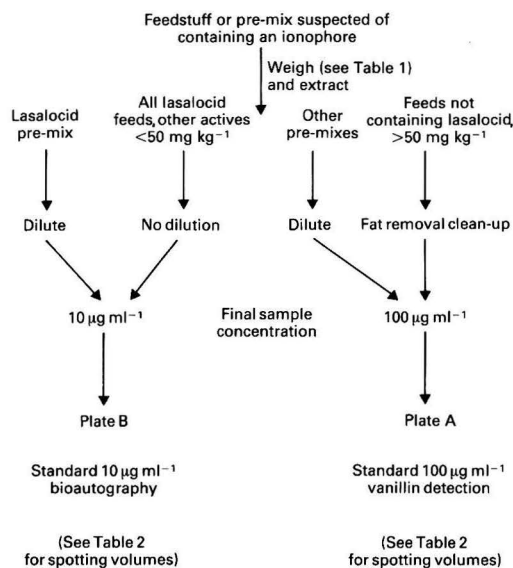 Feedstuff or pre-mix suspected of
containing an ionophore
Weigh (see Table 1)
and extract
Lasalocid
pre-mix
All lasalocid
feeds, other actives
<50 mg kg⁻¹
Other
pre-mixes
Feeds not
containing lasalocid,
>50 mg kg⁻¹
Dilute
No dilution
Dilute
Fat removal clean-up
10 µg ml⁻¹
Final sample
concentration
100 µg ml⁻¹
Plate B
Plate A
Standard 10 µg ml⁻¹
bioautography
Standard 100 µg ml⁻¹
vanillin detection
(See Table 2
for spotting volumes)
(See Table 2
for spotting volumes)